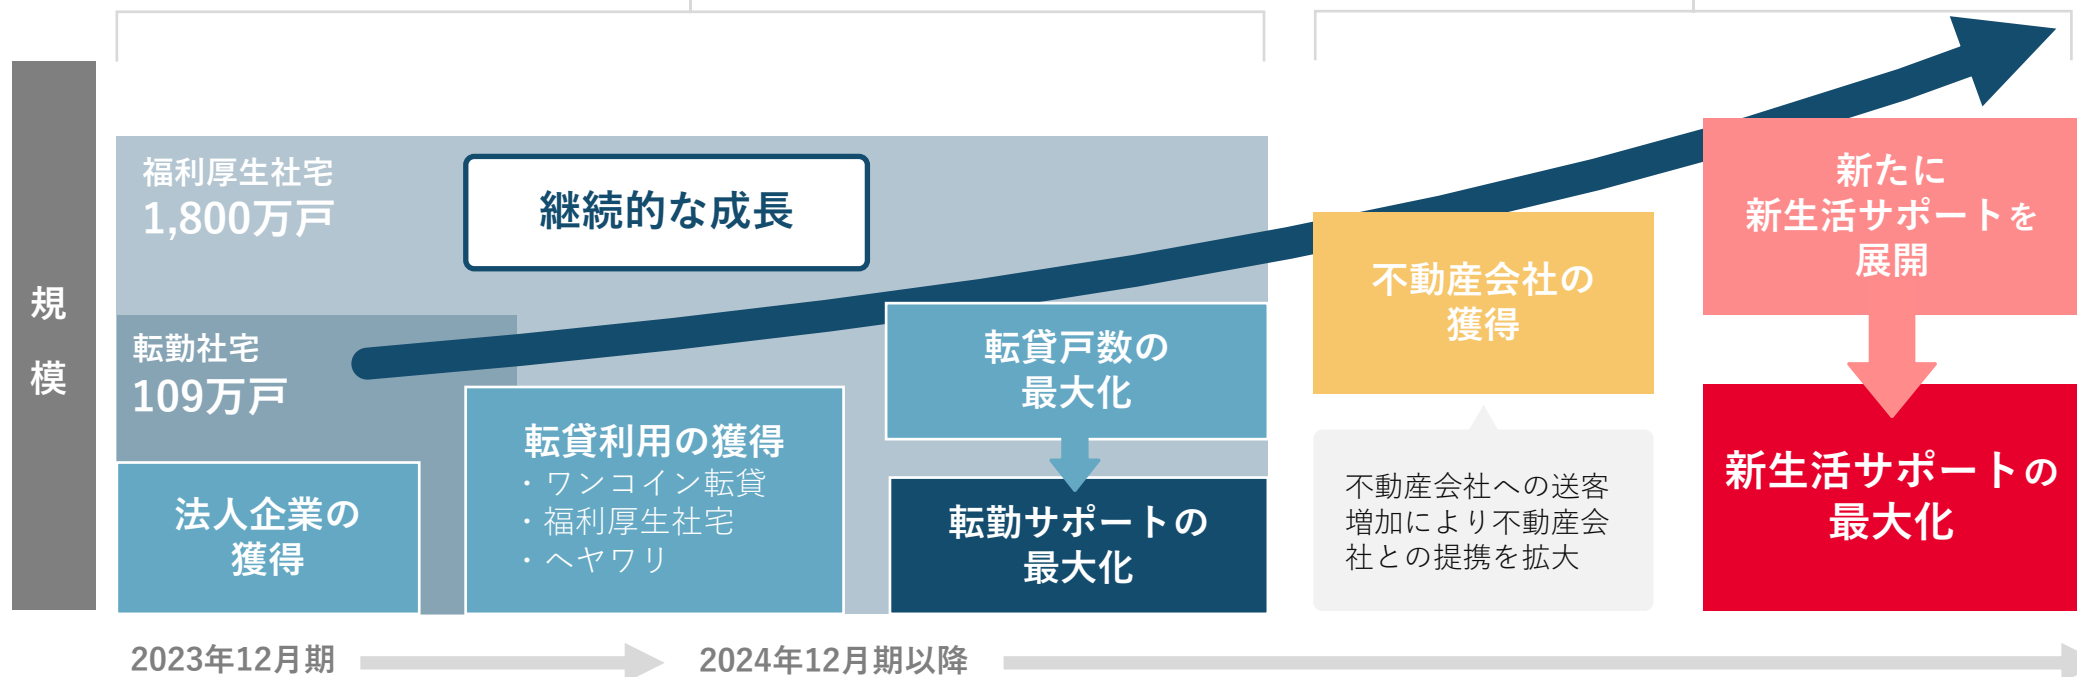 規
模
福利厚生社宅
1,800万戸
継続的な成長
転勤社宅
109万戸
法人企業の
獲得
転貸利用の獲得
・ワンコイン転貸
・福利厚生社宅
・ヘヤワリ
転貸戸数の
最大化
転勤サポートの
最大化
不動産会社の
獲得
不動産会社への送客
増加により不動産会
社との提携を拡大
新たに
新生活サポートを
展開
新生活サポートの
最大化
2023年12月期
2024年12月期以降